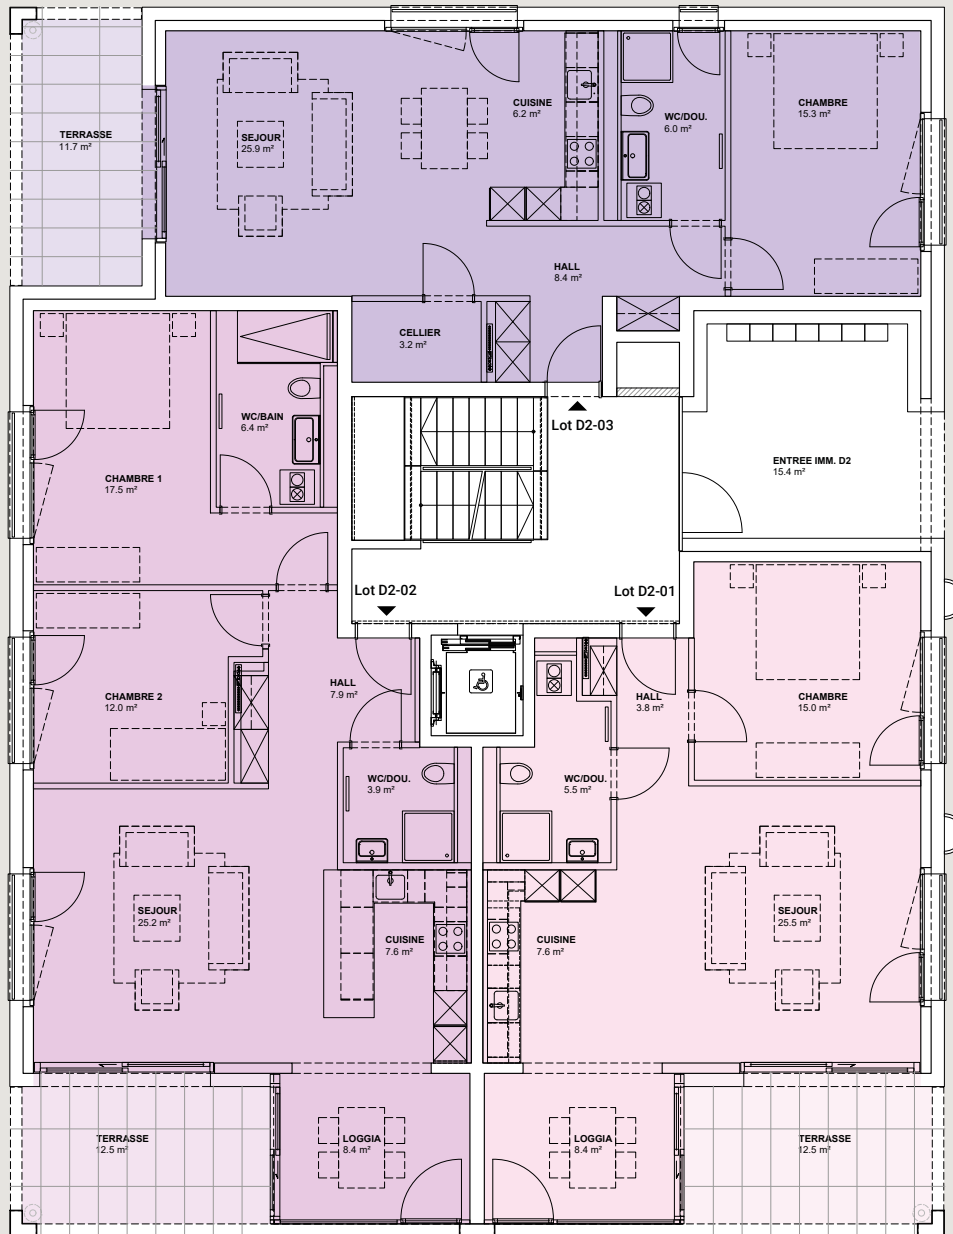 TERRASSE
11.7 m²
SEJOUR
25.9 m²
CUISINE
6.2 m²
WC/DOU.
6.0 m²
CHAMBRE
15.3 m²
HALL
8.4 m²
CELLIER
3.2 m²
WC/BAIN
6.4 m²
CHAMBRE 1
17.5 m²
Lot D2-03
ENTREE IMM. D2
15.4 m²
Lot D2-02
Lot D2-01
CHAMBRE 2
12.0 m²
HALL
7.9 m²
HALL
3.8 m²
CHAMBRE
15.0 m²
WC/DOU.
3.9 m²
WC/DOU.
5.5 m²
SEJOUR
25.2 m²
CUISINE
7.6 m²
CUISINE
7.6 m²
SEJOUR
25.5 m²
TERRASSE
12.5 m²
LOGGIA
8.4 m²
LOGGIA
8.4 m²
TERRASSE
12.5 m²